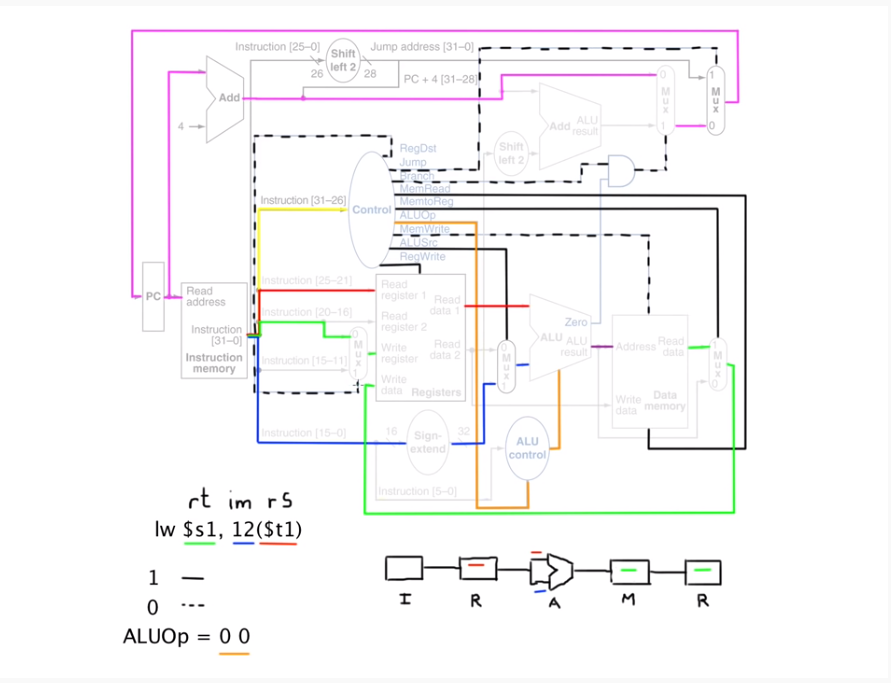 Instruction [25–0]
Shift left 2
Jump address [31–0]
26
28
PC + 4 [31–28]
Add
4
0
M u x
1
1
M u x
0
Add
ALU result
Shift left 2
RegDst
Jump
Branch
MemRead
MemtoReg
ALUOp
MemWrite
ALUSrc
RegWrite
Instruction [31–26]
Control
PC
Read address
Instruction [31–0]
Instruction memory
Instruction [25–21]
Instruction [20–16]
Instruction [15–11]
0
M u x
1
Read register 1
Read register 2
Write register
Write data
Read data 1
Read data 2
Registers
0
M u x
1
Zero
ALU
ALU result
Address
Read data
Write data
Data memory
1
M u x
0
Instruction [15–0]
16
Sign-extend
32
ALU control
Instruction [5–0]
rt im rs
lw $s1, 12($t1)
1
0
ALUOp = 0 0
I R A M R